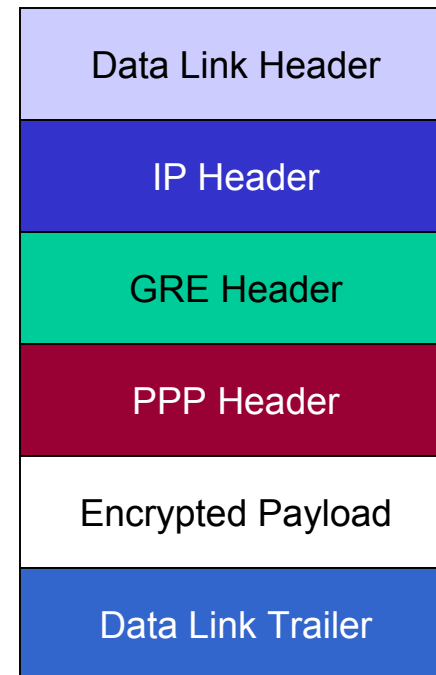 Data Link Header
IP Header
GRE Header
PPP Header
Encrypted Payload
Data Link Trailer